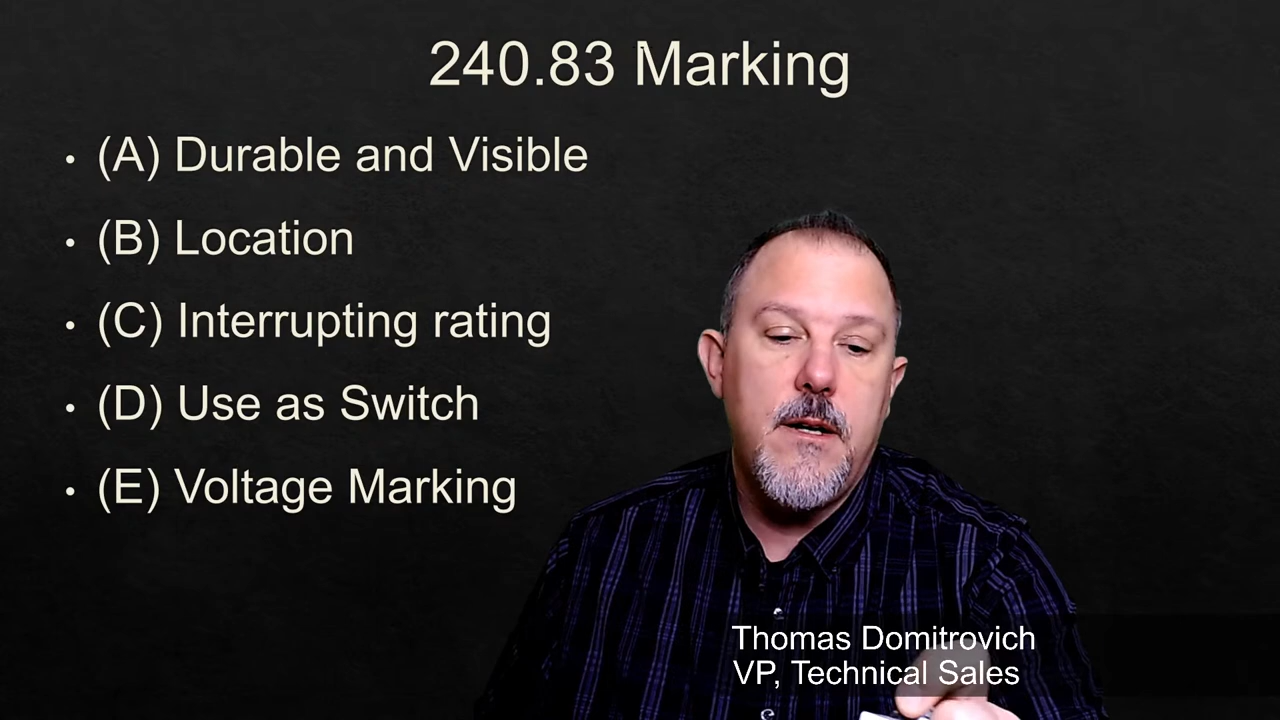 240.83 Marking
• (A) Durable and Visible
• (B) Location
• (C) Interrupting rating
• (D) Use as Switch
• (E) Voltage Marking
Thomas Domitrovich
VP, Technical Sales